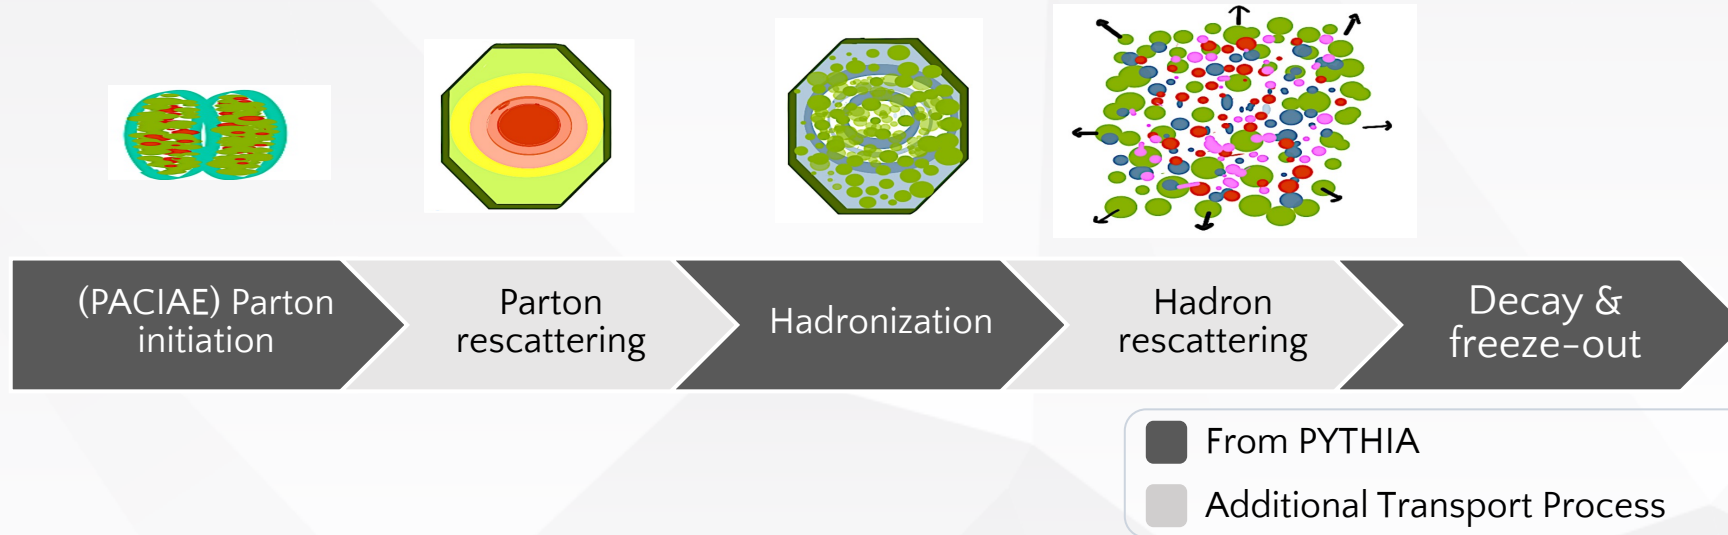 (PACIAE) Parton
initiation
Parton
rescattering
Hadronization
Hadron
rescattering
Decay &
freeze-out
From PYTHIA
Additional Transport Process